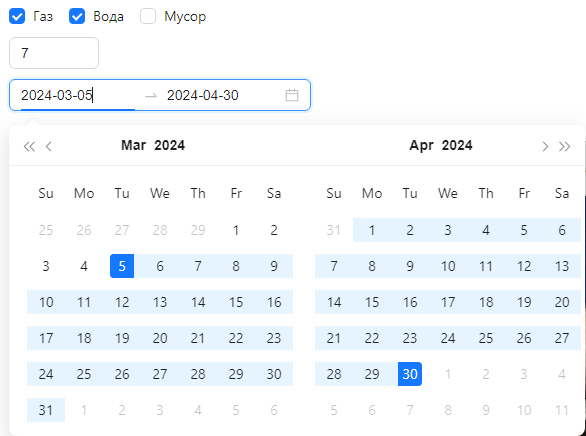 Газ Вода Мусор
7
2024-03-05 2024-04-30
Mar 2024 Apr 2024
Su Mo Tu We Th Fr Sa Su Mo Tu We Th Fr Sa
25 26 27 28 29 1 2 31 1 2 3 4 5 6
3 4 5 6 7 8 9 7 8 9 10 11 12 13
10 11 12 13 14 15 16 14 15 16 17 18 19 20
17 18 19 20 21 22 23 21 22 23 24 25 26 27
24 25 26 27 28 29 30 28 29 30 1 2 3 4
31 1 2 3 4 5 6 5 6 7 8 9 10 11